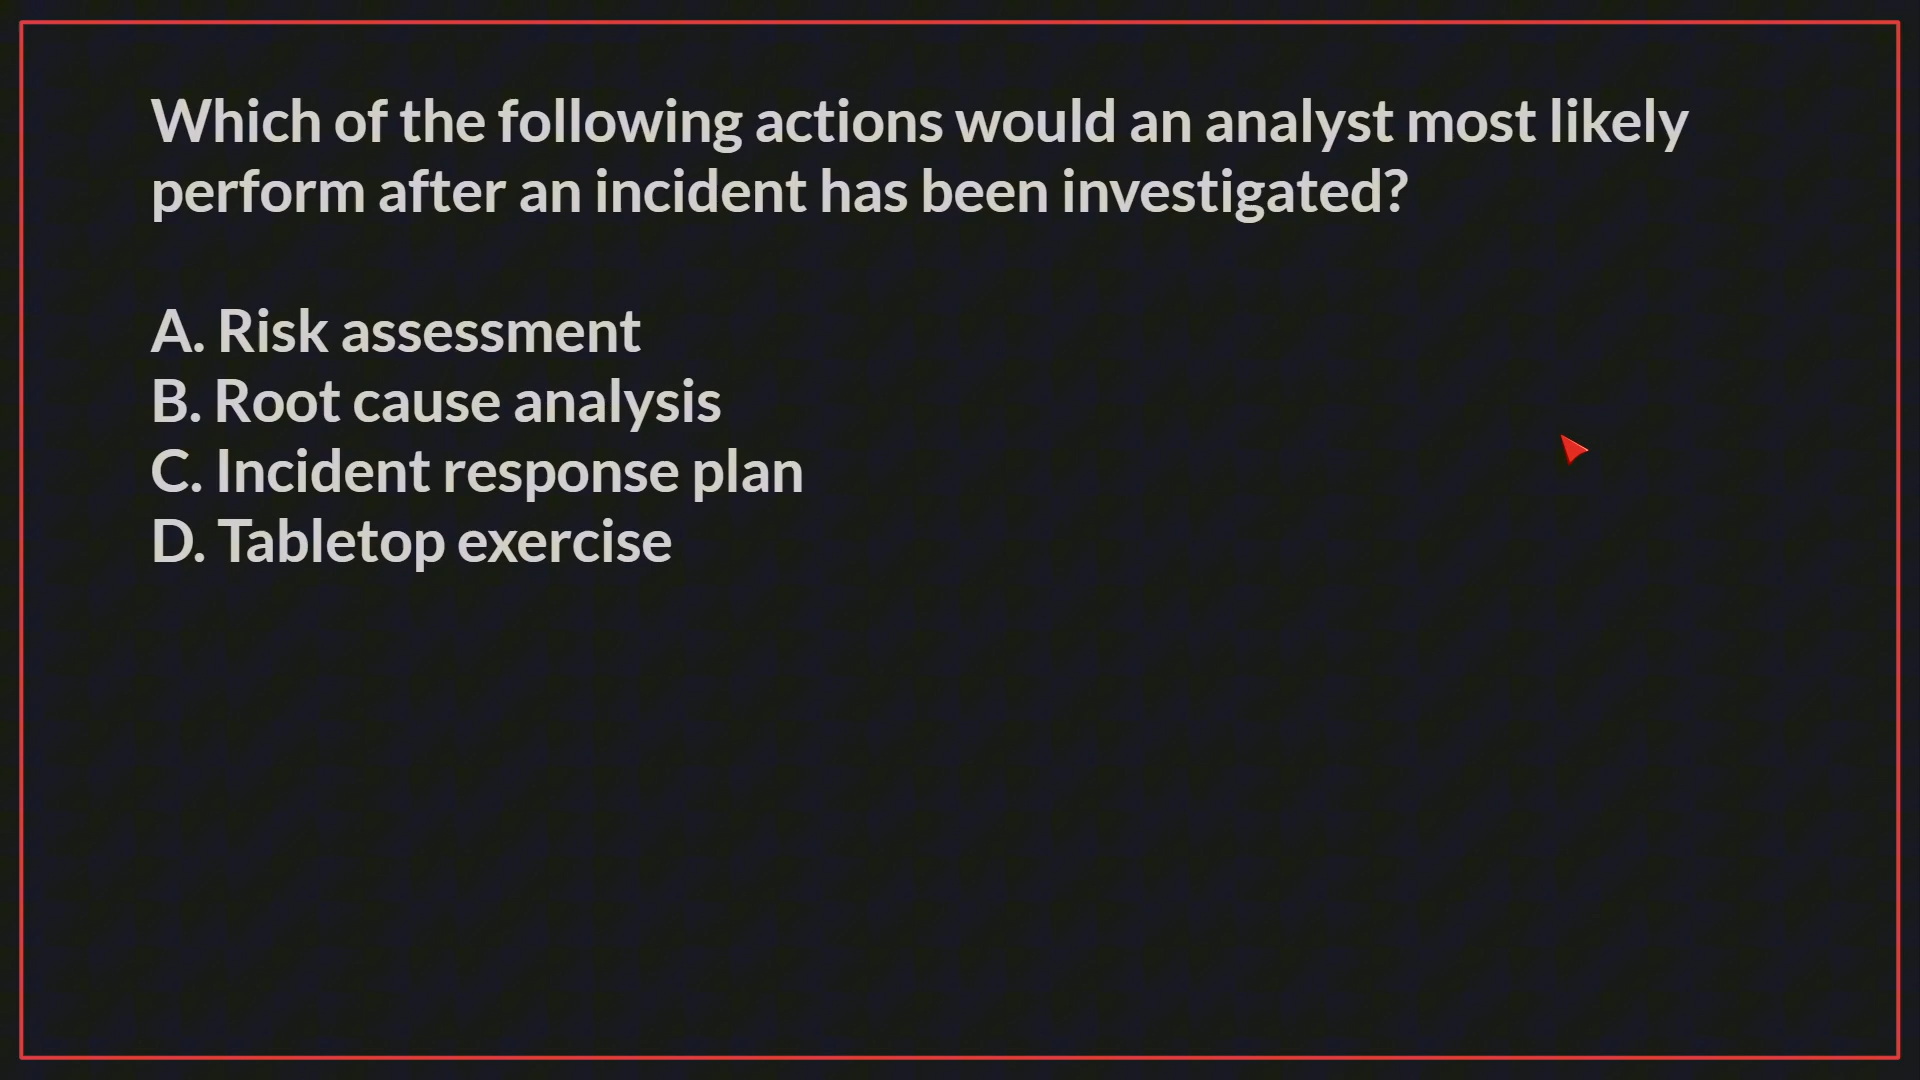 Which of the following actions would an analyst most likely
perform after an incident has been investigated?
A. Risk assessment
B. Root cause analysis
C. Incident response plan
D. Tabletop exercise